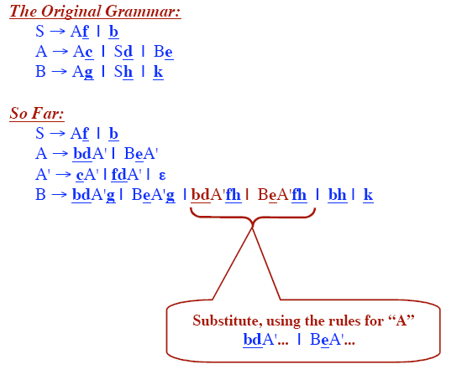 The Original Grammar:
S → Af | b
A → Ac | Sd | Be
B → Ag | Sh | k
So Far:
S → Af | b
A → bdA' | BeA'
A' → cA' | fdA' | ε
B → bdA'g | BeA'g | bdA'fh | BeA'fh | bh | k
Substitute, using the rules for “A”
bdA'... | BeA'...